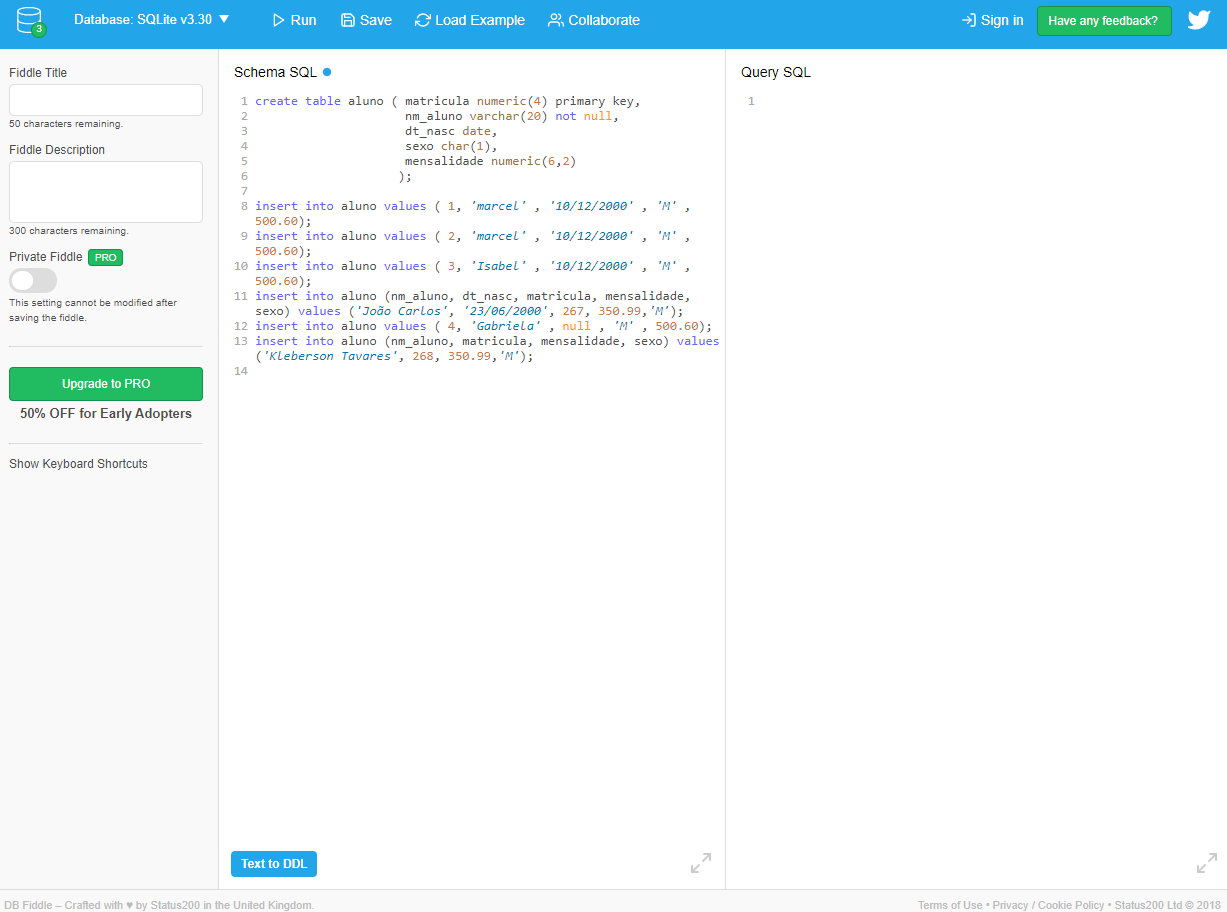 3
Database: SQLite v3.30 ▼
Run
Save
Load Example
Collaborate
Sign in
Have any feedback?
Fiddle Title
50 characters remaining.
Fiddle Description
300 characters remaining.
Private Fiddle PRO
This setting cannot be modified after
saving the fiddle.
Upgrade to PRO
50% OFF for Early Adopters
Show Keyboard Shortcuts
Schema SQL
1 create table aluno ( matricula numeric(4) primary key,
2 nm_aluno varchar(20) not null,
3 dt_nasc date,
4 sexo char(1),
5 mensalidade numeric(6,2)
6 );
7
8 insert into aluno values ( 1, 'marcel' , '10/12/2000' , 'M' ,
500.60);
9 insert into aluno values ( 2, 'marcel' , '10/12/2000' , 'M' ,
500.60);
10 insert into aluno values ( 3, 'Isabel' , '10/12/2000' , 'M' ,
500.60);
11 insert into aluno (nm_aluno, dt_nasc, matricula, mensalidade,
sexo) values ('João Carlos', '23/06/2000', 267, 350.99,'M');
12 insert into aluno values ( 4, 'Gabriela' , null , 'M' , 500.60);
13 insert into aluno (nm_aluno, matricula, mensalidade, sexo) values
('Kleberson Tavares', 268, 350.99,'M');
14
Text to DDL
Query SQL
1
DB Fiddle – Crafted with ♥ by Status200 in the United Kingdom.
Terms of Use • Privacy / Cookie Policy • Status200 Ltd © 2018